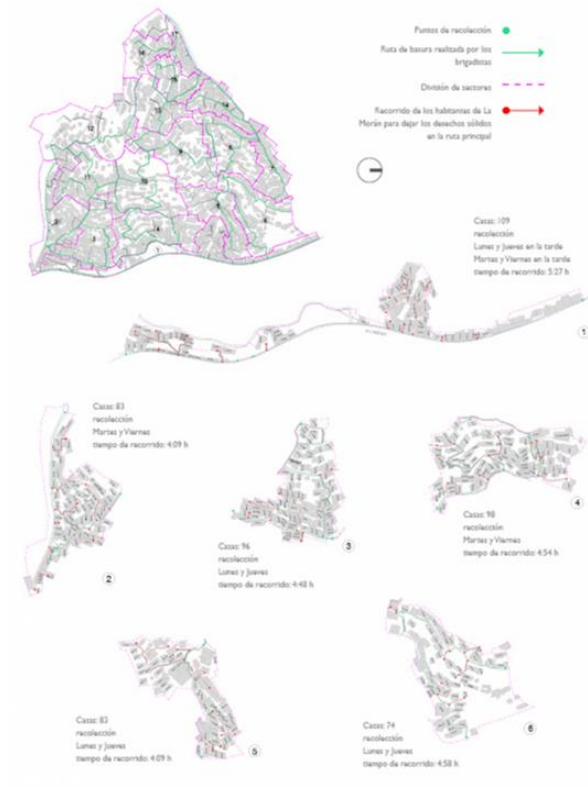 Puntos de recolección
Ruta de basura realizada por los
brigadistas
División de sectores
Recorrido de los habitantes de La
Morán para dejar los desechos sólidos
en la ruta principal
Casas: 109
recolección
Lunes y Jueves en la tarde
Martes y Viernes en la tarde
tiempo de recorrido: 5:27 h
1
Casas: 83
recolección
Martes y Viernes
tiempo de recorrido: 4:09 h
2
Casas: 96
recolección
Lunes y Jueves
tiempo de recorrido: 4:48 h
3
Casas: 98
recolección
Martes y Viernes
tiempo de recorrido: 4:54 h
4
Casas: 83
recolección
Lunes y Jueves
tiempo de recorrido: 4:09 h
5
Casas: 74
recolección
Lunes y Jueves
tiempo de recorrido: 4:58 h
6